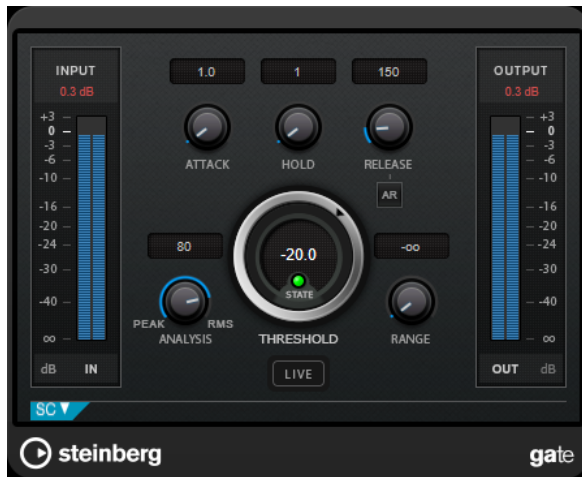 INPUT
0.3 dB
+3
0
-3
-6
-10
-16
-20
-24
-30
-40
∞
dB IN
1.0 1 150
ATTACK HOLD RELEASE
AR
80 -20.0 -∞
STATE
PEAK RMS
ANALYSIS THRESHOLD RANGE
LIVE
OUTPUT
0.3 dB
+3
0
-3
-6
-10
-16
-20
-24
-30
-40
∞
OUT dB
SC
steinberg gate